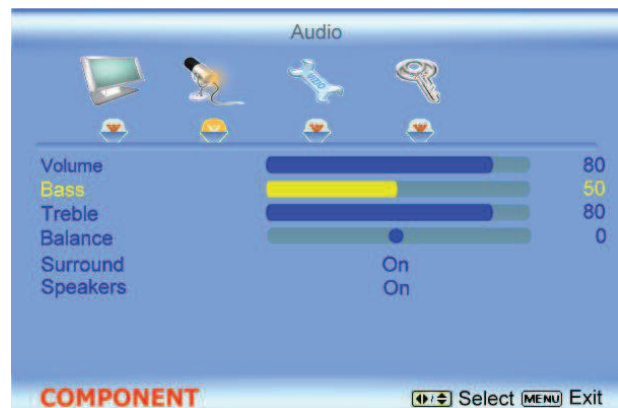 Audio
Volume 80
Bass 50
Treble 80
Balance 0
Surround On
Speakers On
COMPONENT Select MENU Exit